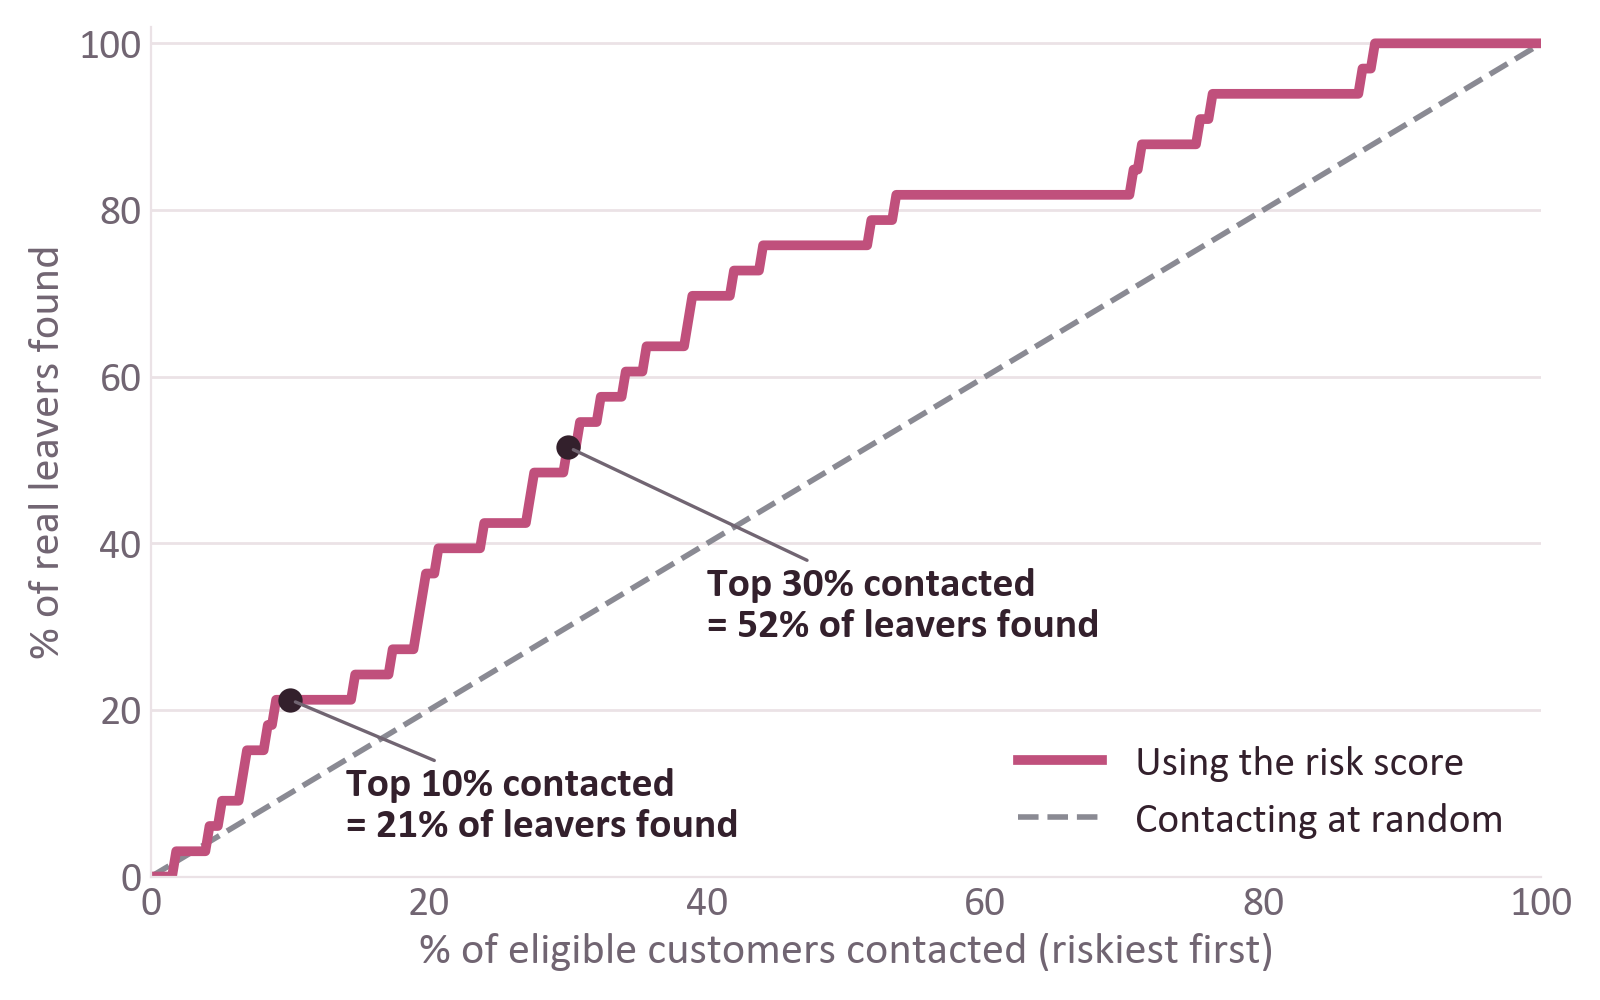 100
80
60
40
20
0
% of real leavers found
Top 30% contacted
= 52% of leavers found
Top 10% contacted
= 21% of leavers found
Using the risk score
Contacting at random
0 20 40 60 80 100
% of eligible customers contacted (riskiest first)